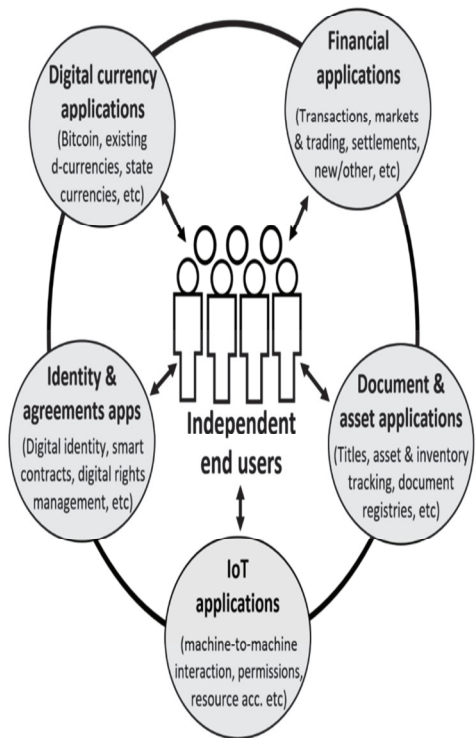 Digital currency
applications
(Bitcoin, existing
d-currencies, state
currencies, etc)
Financial
applications
(Transactions, markets
& trading, settlements,
new/other, etc)
Identity &
agreements apps
(Digital identity, smart
contracts, digital rights
management, etc)
Independent
end users
Document &
asset applications
(Titles, asset & inventory
tracking, document
registries, etc)
IoT
applications
(machine-to-machine
interaction, permissions,
resource acc. etc)